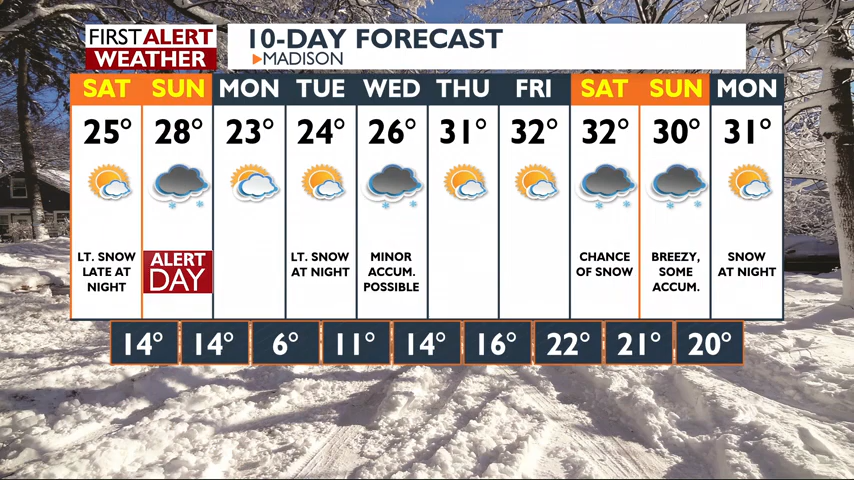 FIRST ALERT
WEATHER
10-DAY FORECAST
MADISON
SAT SUN MON TUE WED THU FRI SAT SUN MON
25° 28° 23° 24° 26° 31° 32° 32° 30° 31°
LT. SNOW
LATE AT
NIGHT
ALERT
DAY
LT. SNOW
AT NIGHT
MINOR
ACCUM.
POSSIBLE
CHANCE
OF SNOW
BREEZY,
SOME
ACCUM.
SNOW
AT NIGHT
14° 14° 6° 11° 14° 16° 22° 21° 20°